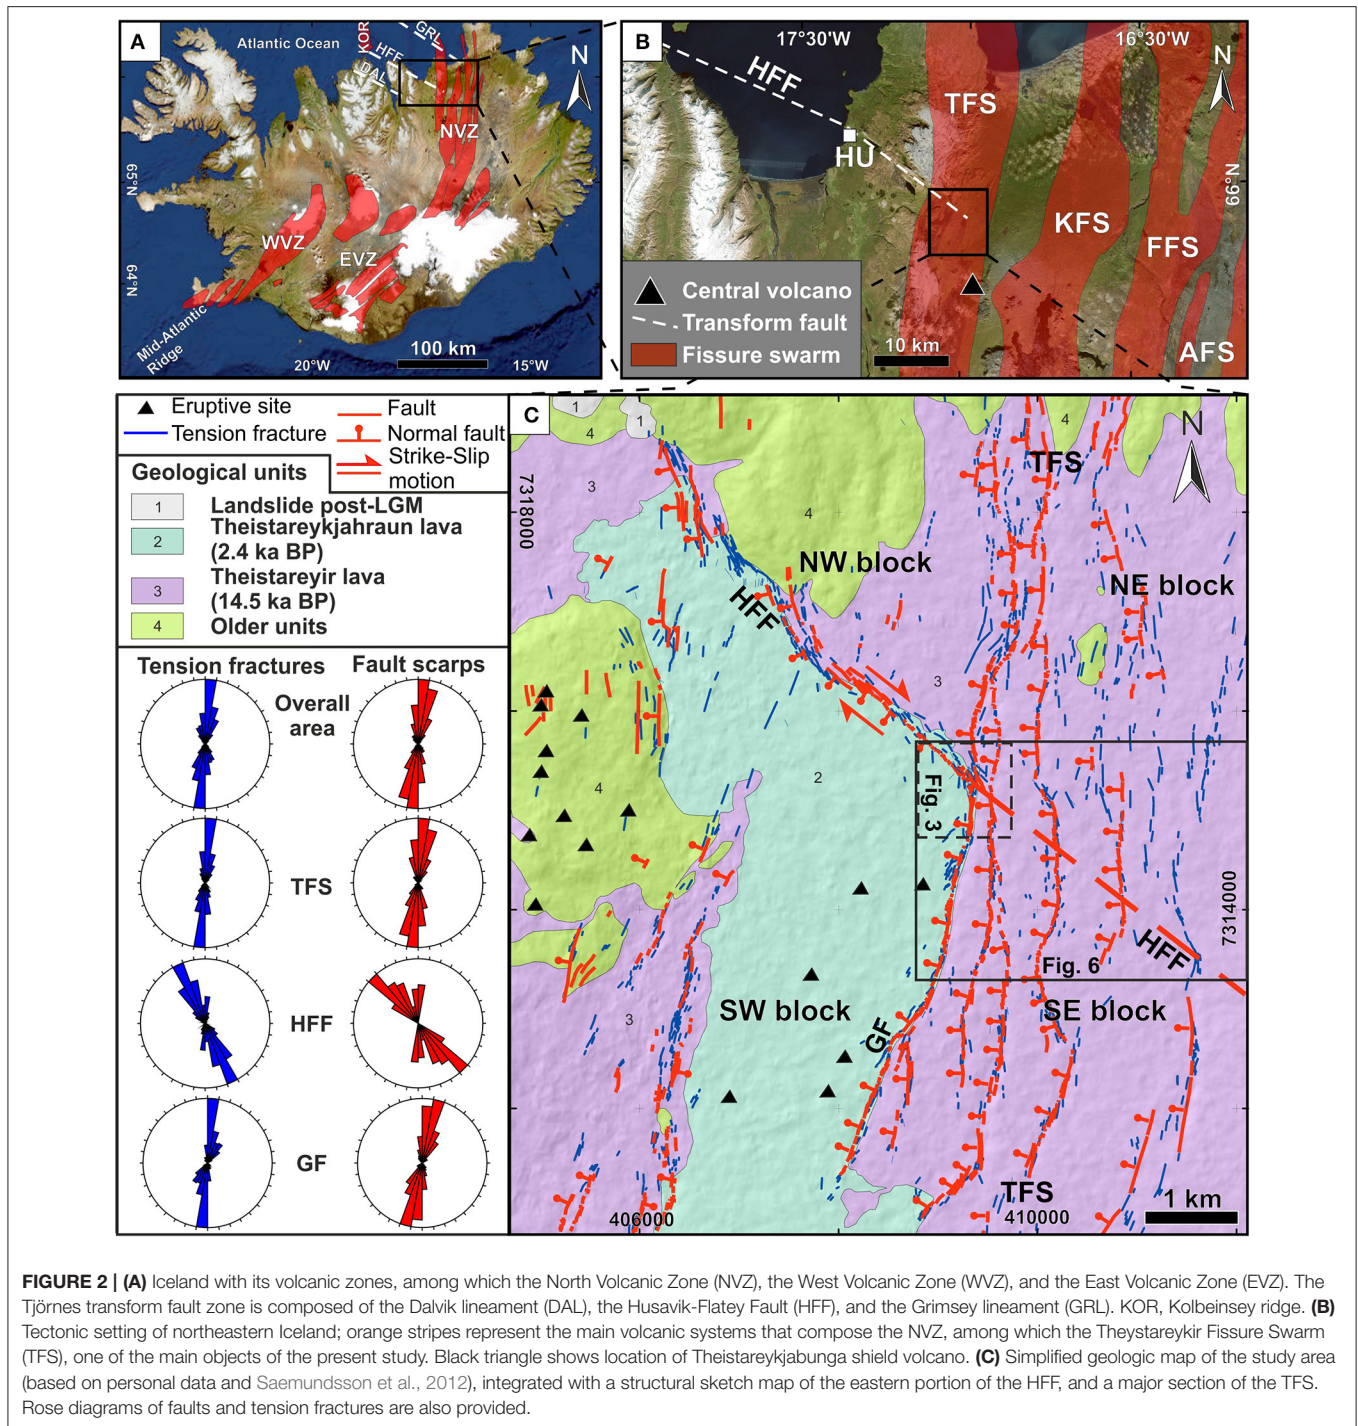 A
Atlantic Ocean
KOR
GRL
HFF
DAL
N
NVZ
65°N
WVZ
EVZ
64°N
Mid-Atlantic
Ridge
100 km
20°W
15°W
B
17°30'W
16°30'W
HFF
TFS
N
HU
66°N
KFS
FFS
Central volcano
Transform fault
Fissure swarm
10 km
AFS
Eruptive site
Fault
Tension fracture
Normal fault
Strike-Slip
motion
Geological units
1
Landslide post-LGM
2
Theistareykjahraun lava
(2.4 ka BP)
3
Theistareyir lava
(14.5 ka BP)
4
Older units
Tension fractures
Fault scarps
Overall
area
TFS
HFF
GF
C
1
1
4
4
TFS
N
7318000
3
4
NW block
NE block
HFF
3
2
4
Fig. 3
7314000
HFF
Fig. 6
SW block
SE block
3
GF
TFS
1 km
406000
410000
FIGURE 2 | (A) Iceland with its volcanic zones, among which the North Volcanic Zone (NVZ), the West Volcanic Zone (WVZ), and the East Volcanic Zone (EVZ). The
Tjörnes transform fault zone is composed of the Dalvik lineament (DAL), the Husavik-Flatey Fault (HFF), and the Grimsey lineament (GRL). KOR, Kolbeinsey ridge. (B)
Tectonic setting of northeastern Iceland; orange stripes represent the main volcanic systems that compose the NVZ, among which the Theystareykir Fissure Swarm
(TFS), one of the main objects of the present study. Black triangle shows location of Theistareykjabunga shield volcano. (C) Simplified geologic map of the study area
(based on personal data and Saemundsson et al., 2012), integrated with a structural sketch map of the eastern portion of the HFF, and a major section of the TFS.
Rose diagrams of faults and tension fractures are also provided.